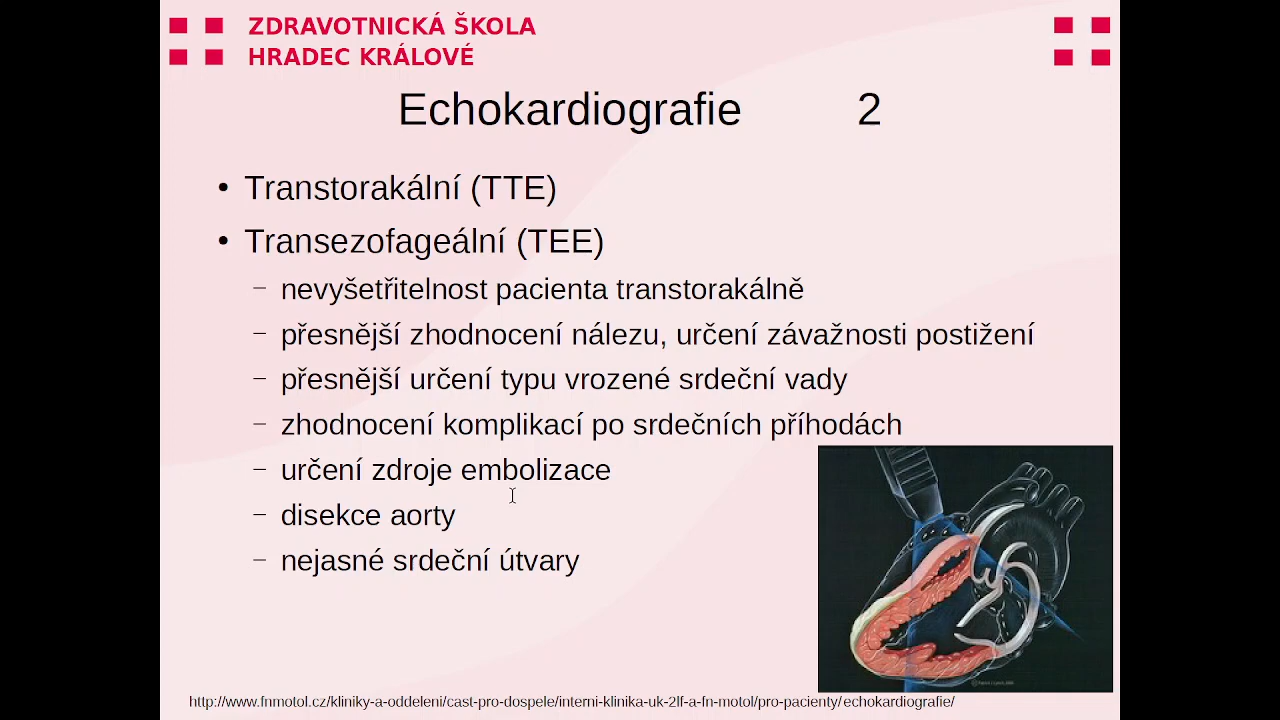 ZDRAVOTNICKÁ ŠKOLA
HRADEC KRÁLOVÉ
Echokardiografie 2
• Transtorakální (TTE)
• Transezofageální (TEE)
– nevyšetřitelnost pacienta transtorakálně
– přesnější zhodnocení nálezu, určení závažnosti postižení
– přesnější určení typu vrozené srdeční vady
– zhodnocení komplikací po srdečních příhodách
– určení zdroje embolizace
– disekce aorty
– nejasné srdeční útvary
http://www.fnmotol.cz/kliniky-a-oddeleni/cast-pro-dospele/interni-klinika-uk-2lf-a-fn-motol/pro-pacienty/echokardiografie/